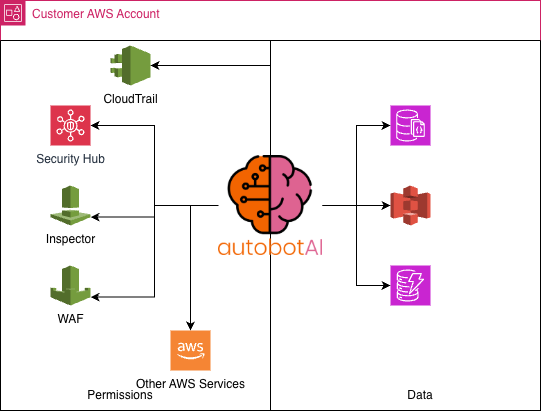 Customer AWS Account
CloudTrail
Security Hub
Inspector
autobotAI
WAF
aws
Other AWS Services
Permissions
Data